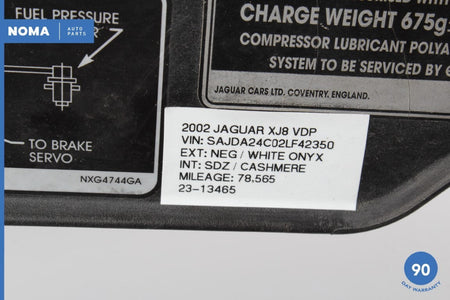 NOMA AUTO PARTS
FUEL PRESSURE
TO BRAKE
SERVO
NXG4744GA
CHARGE WEIGHT 675g
COMPRESSOR LUBRICANT
SYSTEM TO BE SERVICED BY
JAGUAR CARS LTD. COVENTRY, ENGLAND.
2002 JAGUAR XJ8 VDP
VIN: SAJDA24C02LF42350
EXT: NEG / WHITE ONYX
INT: SDZ / CASHMERE
MILEAGE: 78,565
23-13465
90
DAY WARRANTY